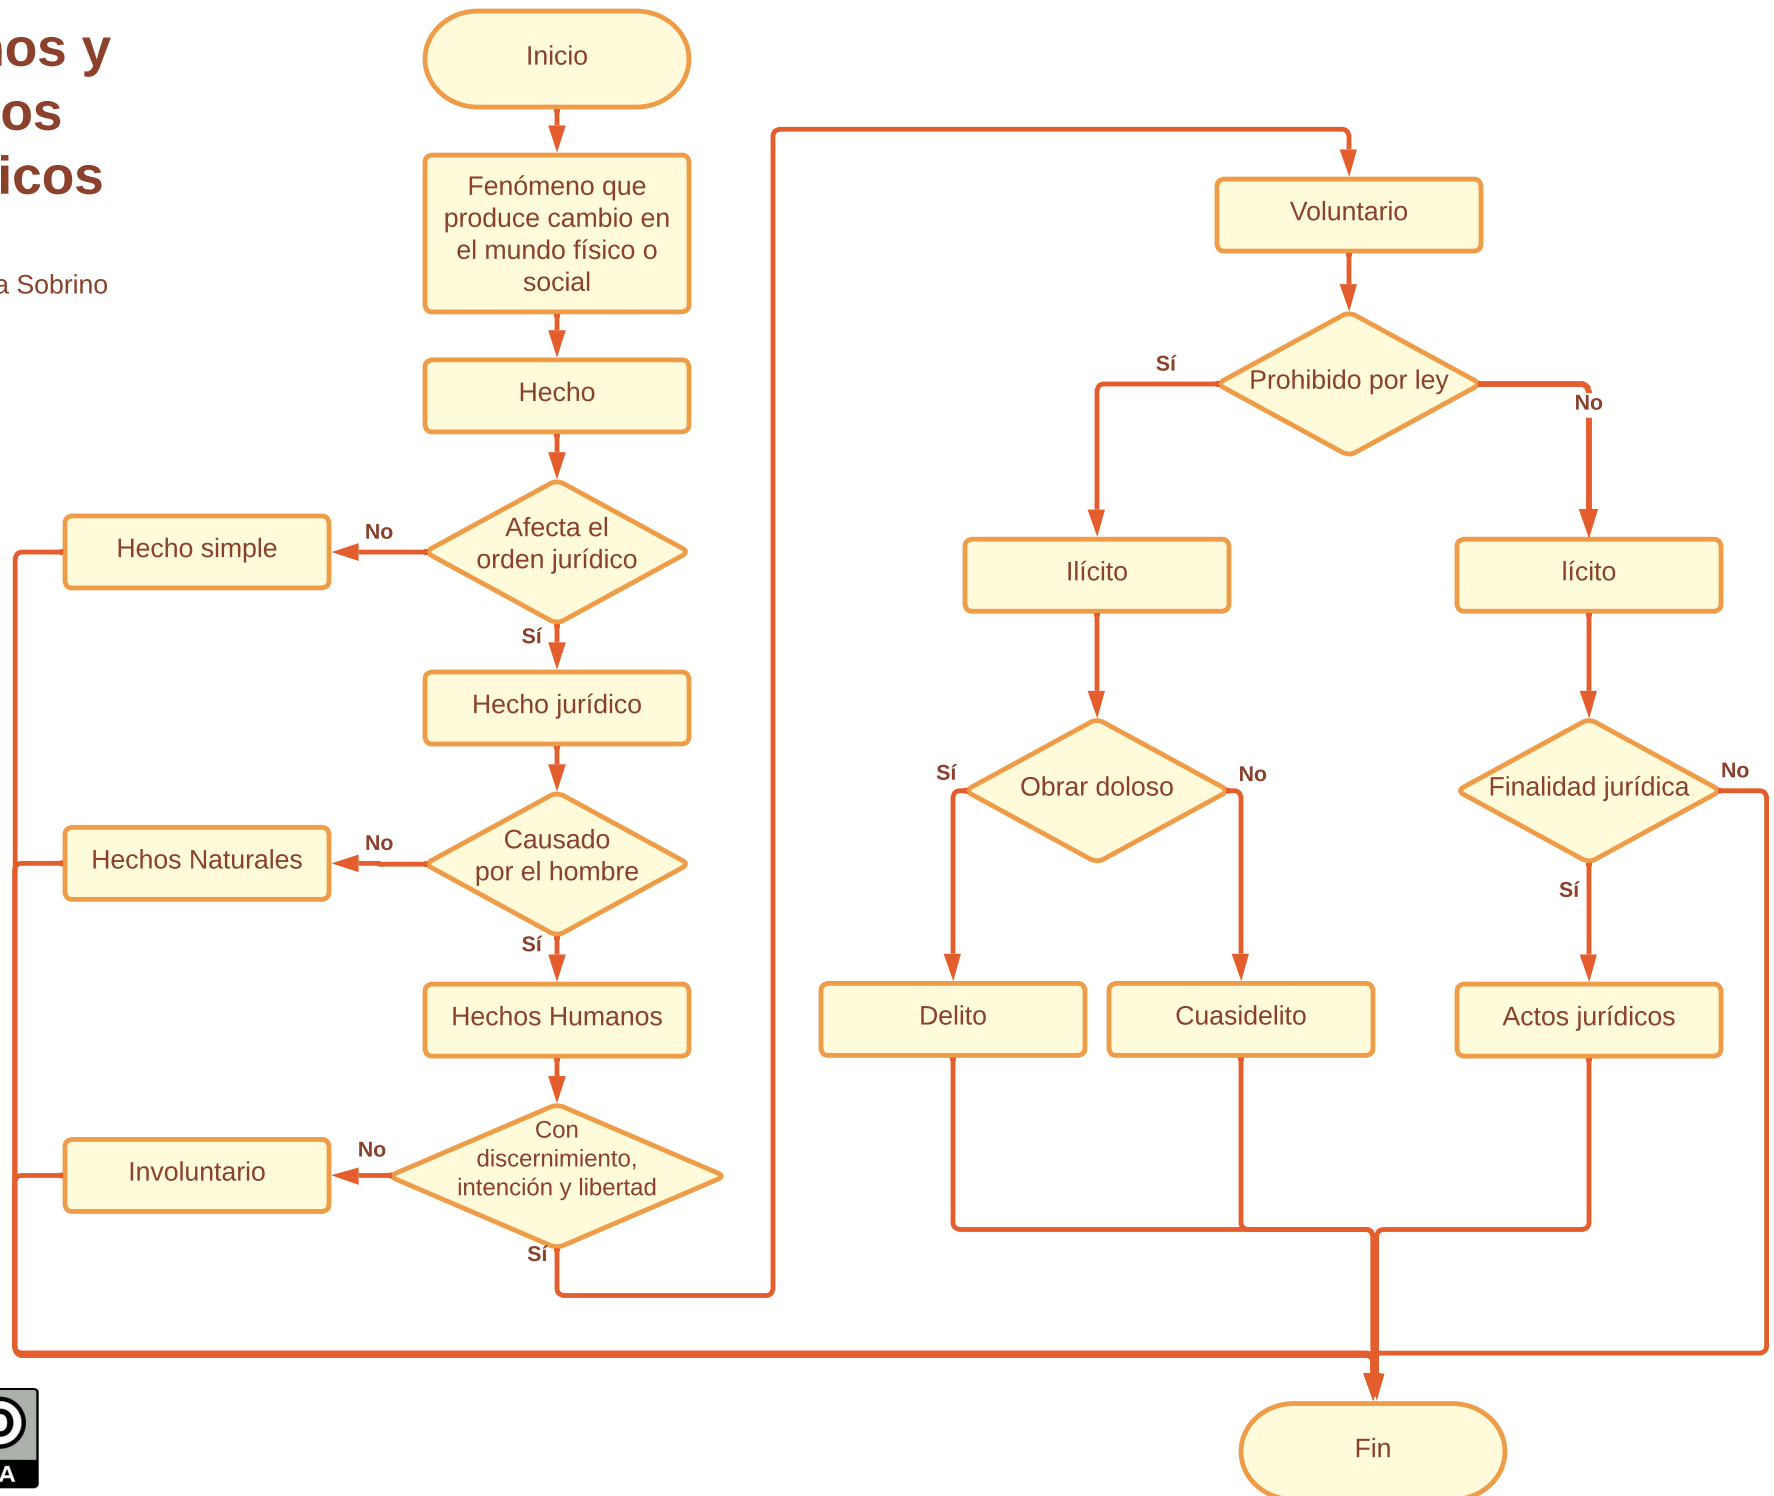 nos y
os
icos
a Sobrino
Inicio
Fenómeno que
produce cambio en
el mundo físico o
social
Hecho
Afecta el
orden jurídico
No
Hecho simple
Sí
Hecho jurídico
Causado
por el hombre
No
Hechos Naturales
Sí
Hechos Humanos
Con
discernimiento,
intención y libertad
No
Involuntario
Sí
Voluntario
Prohibido por ley
Sí
No
Ilícito
lícito
Obrar doloso
Sí
No
Finalidad jurídica
No
Sí
Delito
Cuasidelito
Actos jurídicos
Fin
A